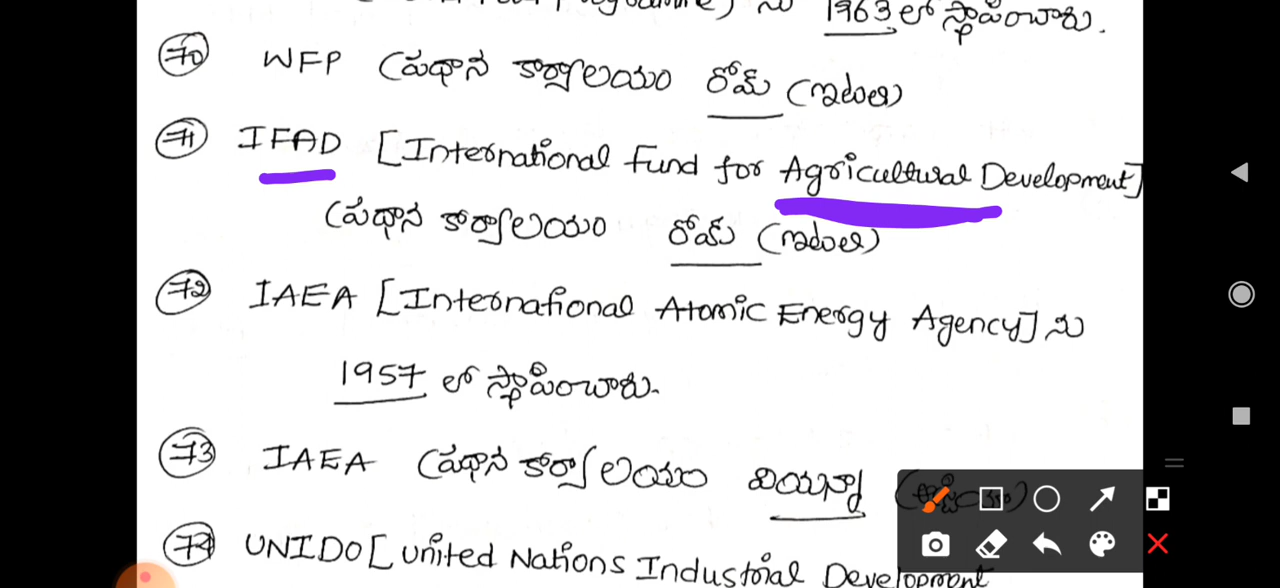 1963 లో స్థాపించారు.
70 WFP ప్రధాన కార్యాలయం రోమ్ (ఇటలీ)
71 IFAD [International Fund for Agricultural Development]
ప్రధాన కార్యాలయం రోమ్ (ఇటలీ)
72 IAEA [International Atomic Energy Agency] ను
1957 లో స్థాపించారు.
73 IAEA ప్రధాన కార్యాలయం వియన్నా
74 UNIDO [United Nations Industrial Development